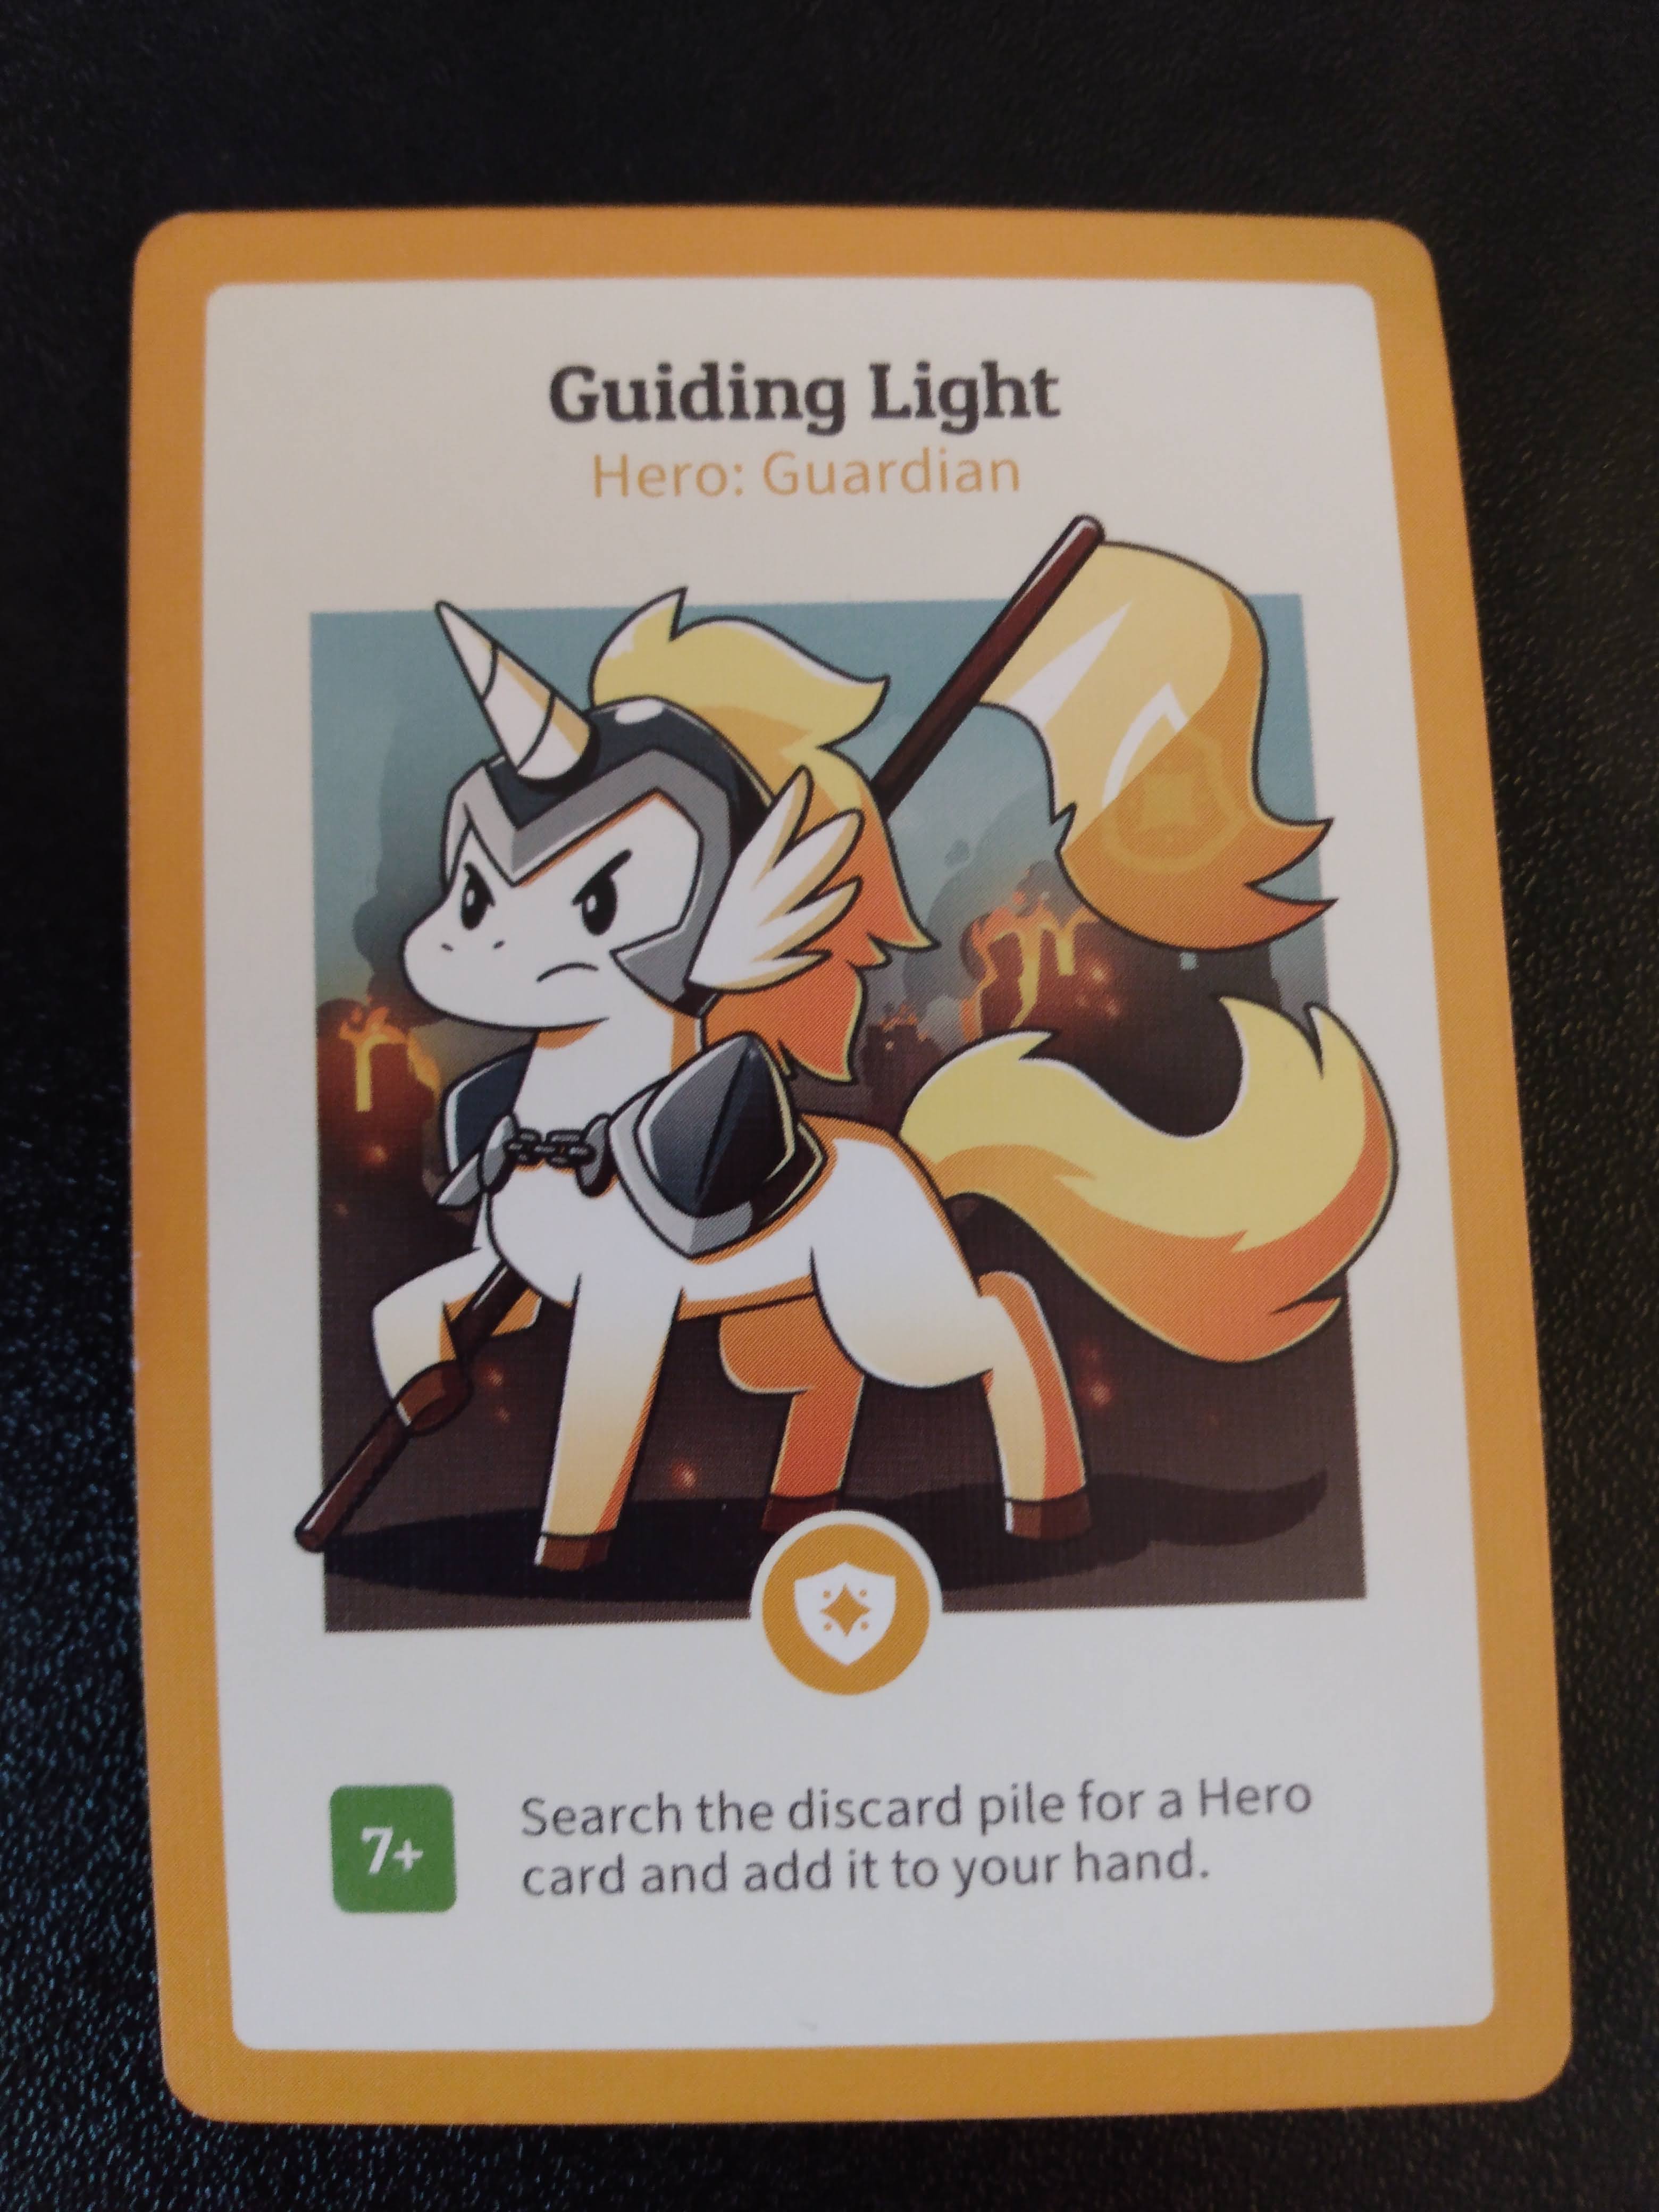 Guiding Light
Hero: Guardian
7+
Search the discard pile for a Hero
card and add it to your hand.